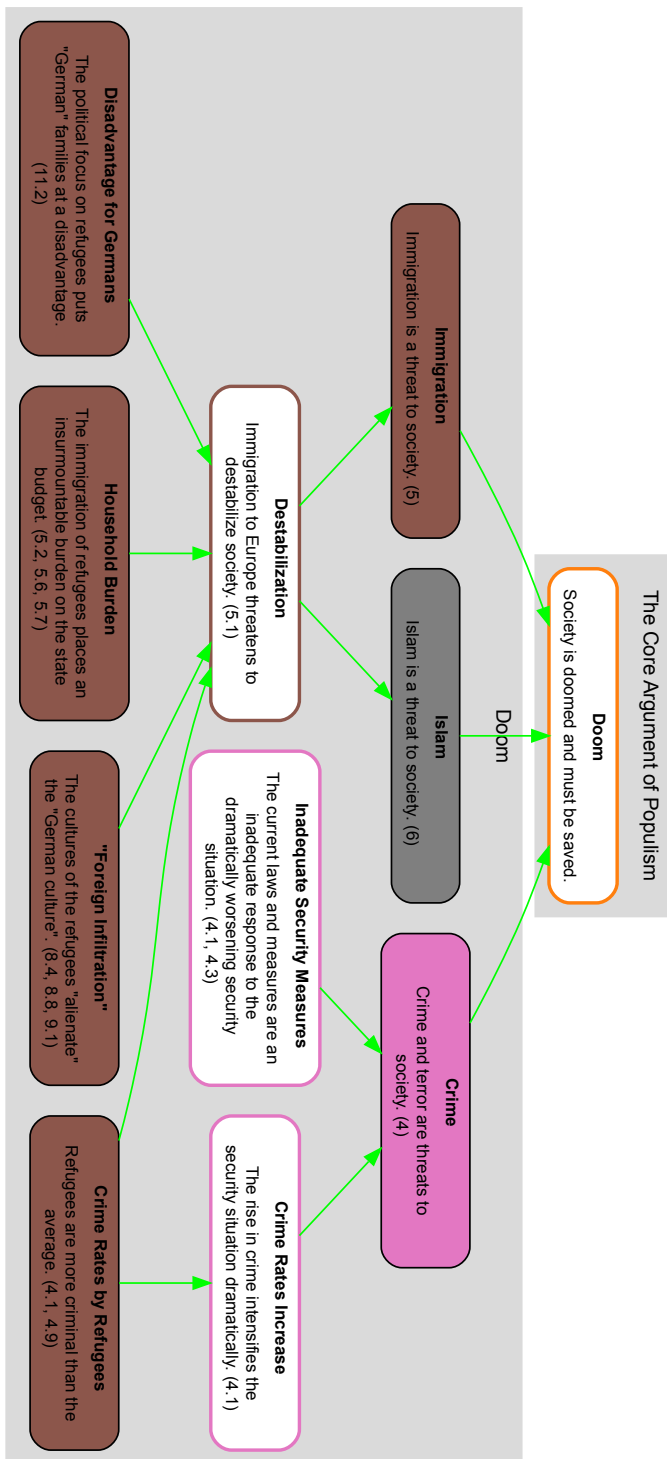 The Core Argument of Populism
Doom
Society is doomed and must be saved.
Doom
Immigration
Immigration is a threat to society. (5)
Islam
Islam is a threat to society. (6)
Crime
Crime and terror are threats to
society. (4)
Destabilization
Immigration to Europe threatens to
destabilize society. (5.1)
Inadequate Security Measures
The current laws and measures are an
inadequate response to the
dramatically worsening security
situation. (4.1, 4.3)
Crime Rates Increase
The rise in crime intensifies the
security situation dramatically. (4.1)
Disadvantage for Germans
The political focus on refugees puts
"German" families at a disadvantage.
(11.2)
Household Burden
The immigration of refugees places an
insurmountable burden on the state
budget. (5.2, 5.6, 5.7)
"Foreign Infiltration"
The cultures of the refugees "alienate"
the "German culture". (8.4, 8.8, 9.1)
Crime Rates by Refugees
Refugees are more criminal than the
average. (4.1, 4.9)